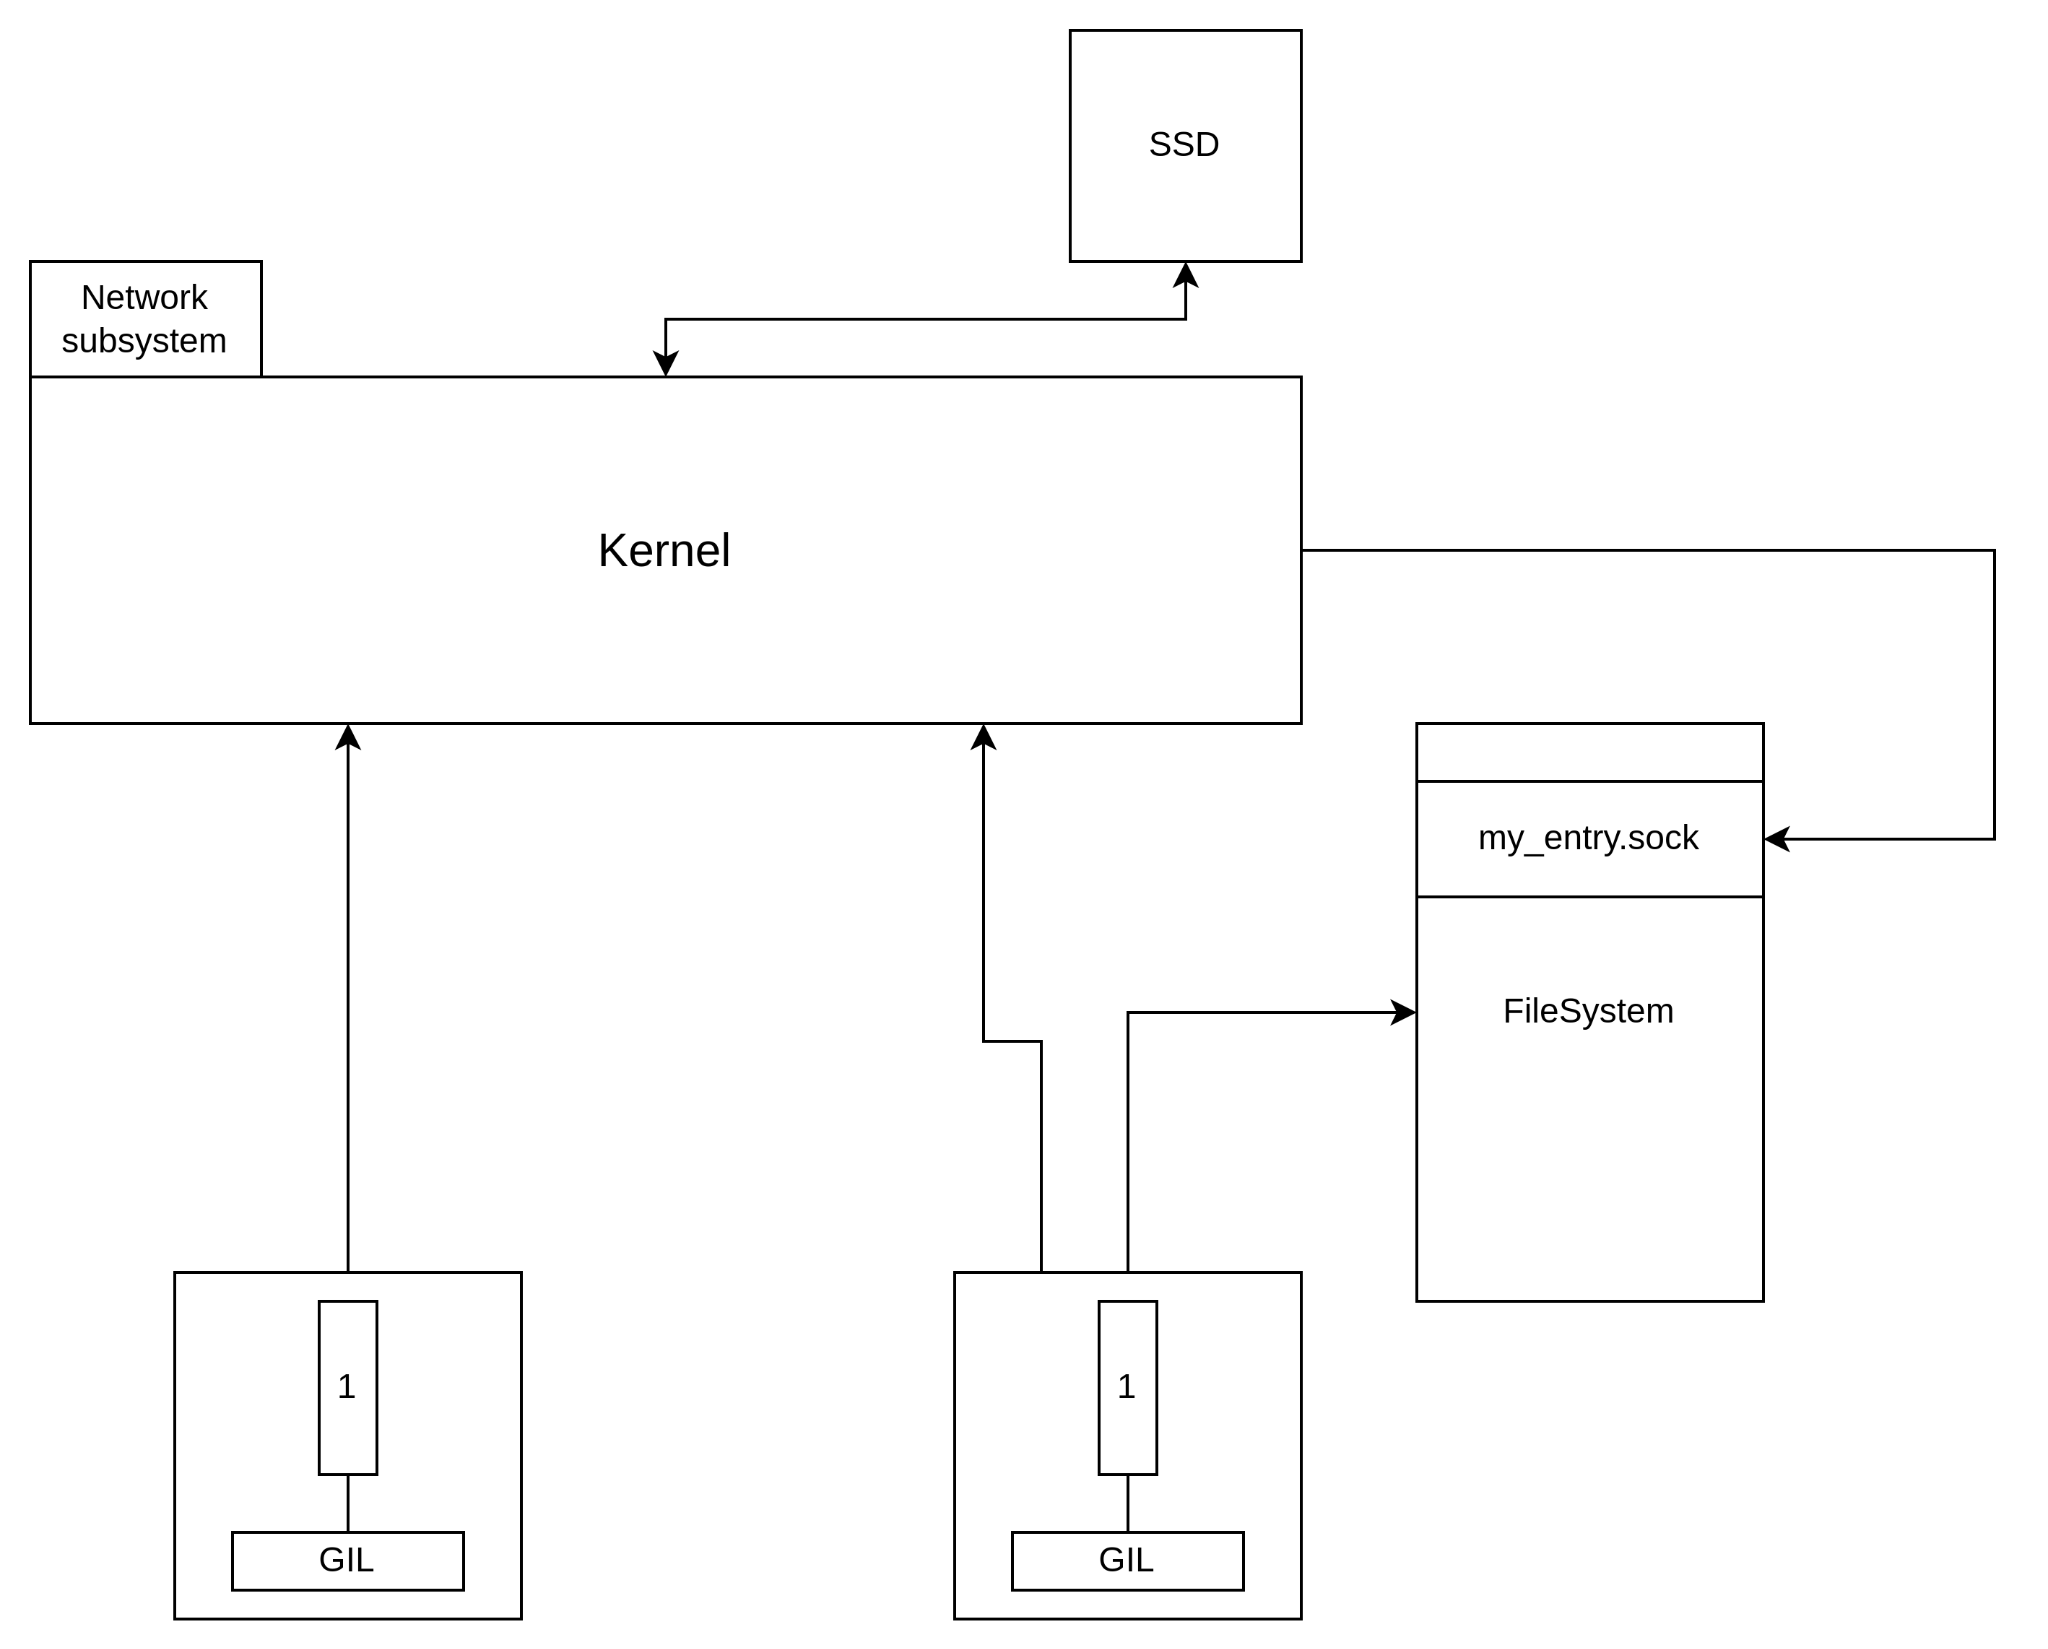 SSD
Network
subsystem
Kernel
my_entry.sock
FileSystem
1
1
GIL
GIL